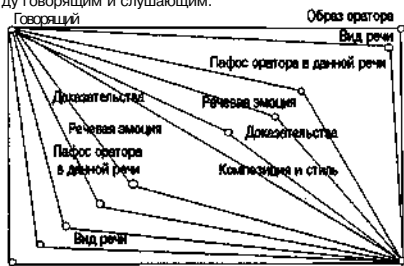 ду говорящим и слушающим.
Говорящий
Образ оратора
Вид речи
Пафос оратора в данной речи
Доказательства
Речевая эмоция
Речевая эмоция
Доказательства
Пафос оратора
в данной речи
Композиция и стиль
Вид речи